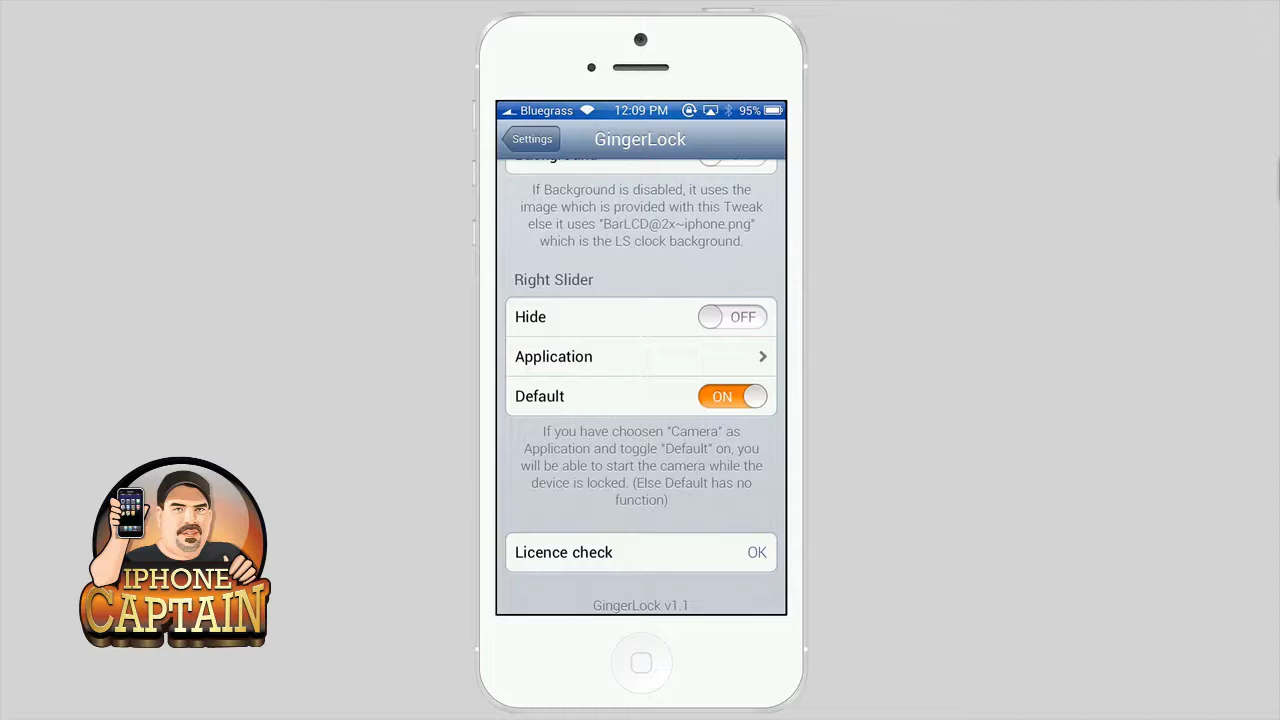 Bluegrass 12:09 PM 95%
Settings GingerLock
Background
If Background is disabled, it uses the
image which is provided with this Tweak
else it uses "BarLCD@2x~iphone.png"
which is the LS clock background.
Right Slider
Hide OFF
Application
Default ON
If you have choosen "Camera" as
Application and toggle "Default" on, you
will be able to start the camera while the
device is locked. (Else Default has no
function)
Licence check OK
GingerLock v1.1
IPHONE
CAPTAIN